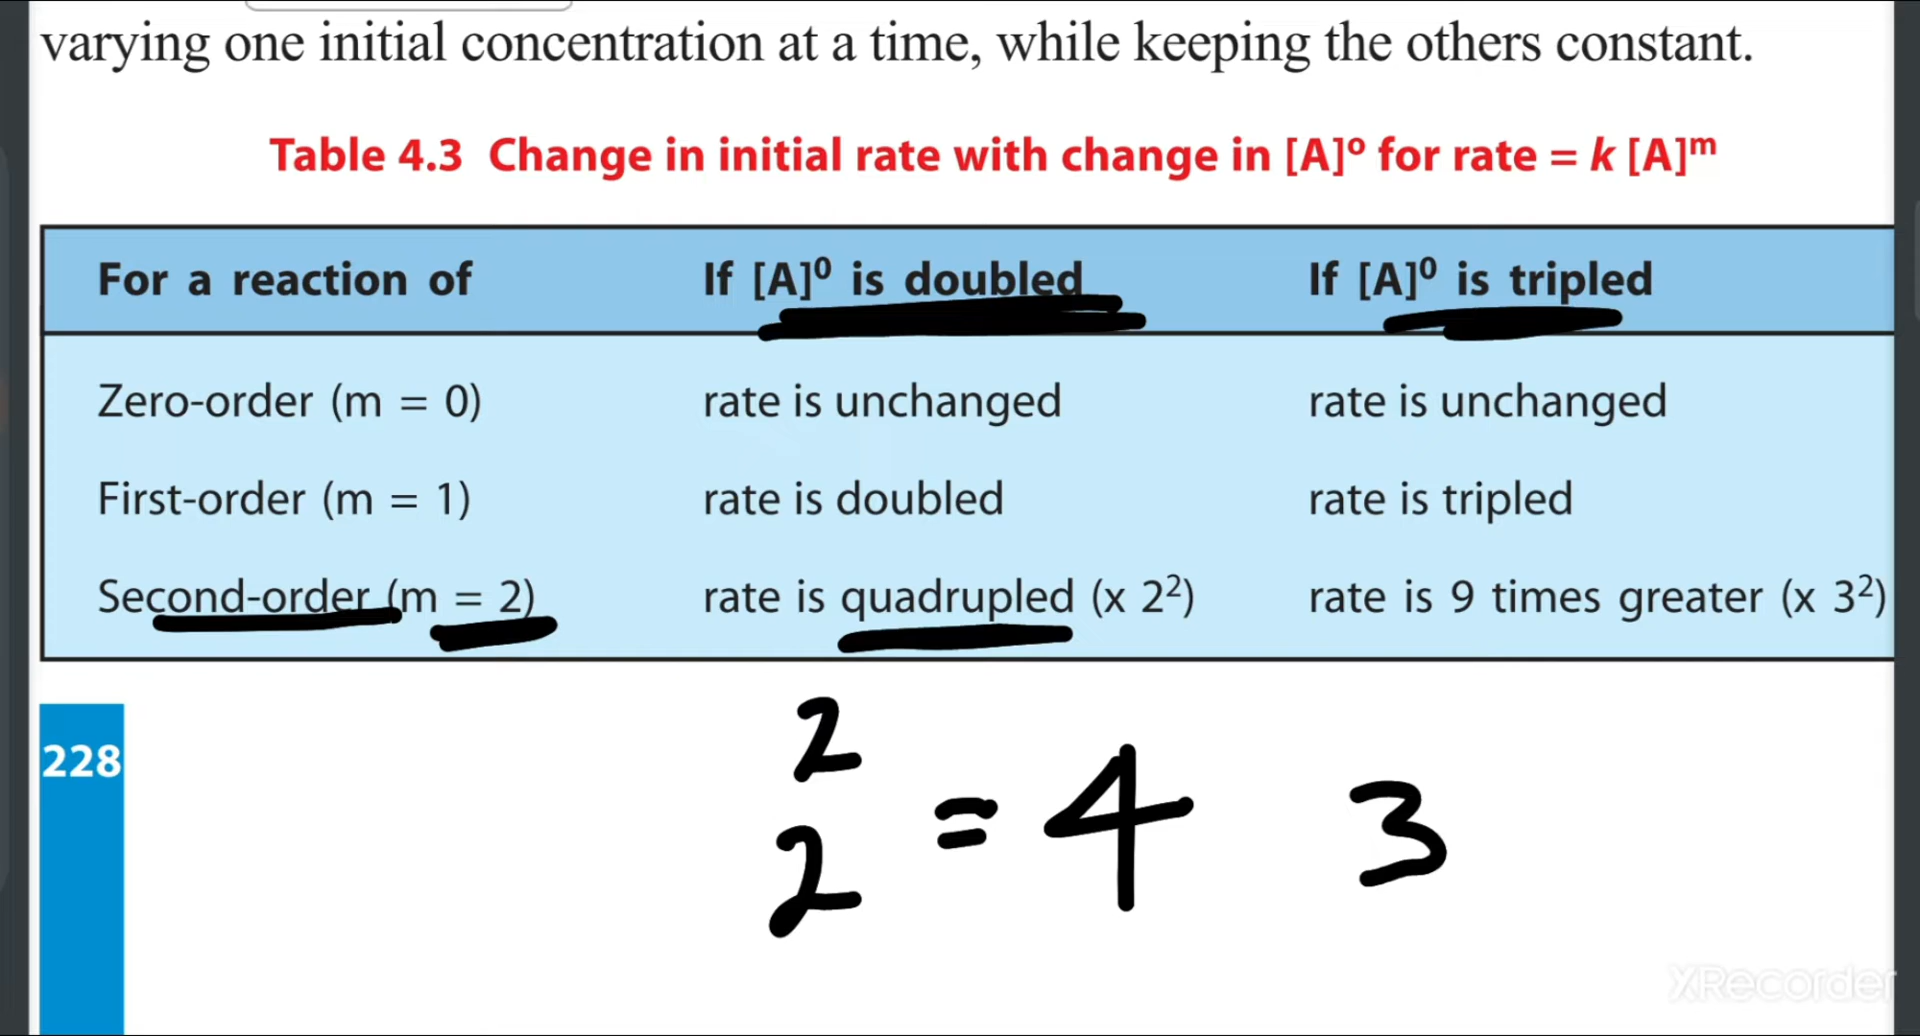 varying one initial concentration at a time, while keeping the others constant.
Table 4.3 Change in initial rate with change in [A]º for rate = k [A]ᵐ
For a reaction of If [A]⁰ is doubled If [A]⁰ is tripled
Zero-order (m = 0) rate is unchanged rate is unchanged
First-order (m = 1) rate is doubled rate is tripled
Second-order (m = 2) rate is quadrupled (x 2²) rate is 9 times greater (x 3²)
228
2
2 = 4 3
XRecorder